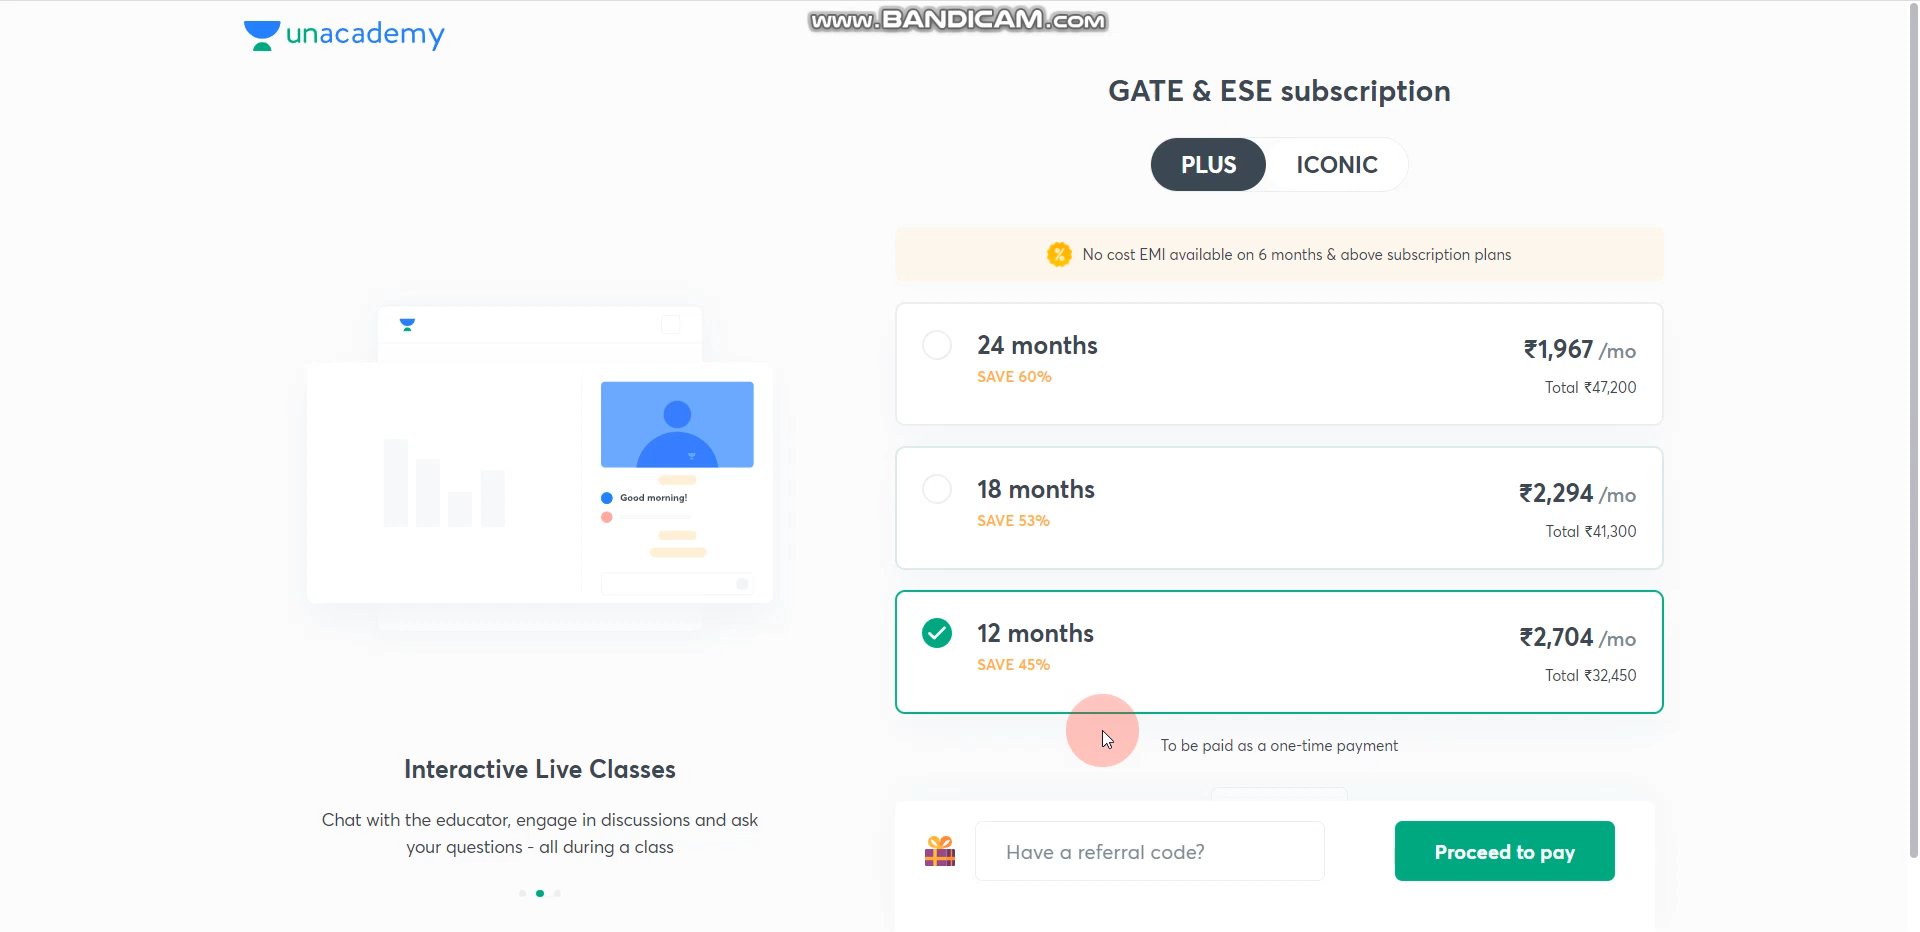 www.BANDICAM.com
unacademy
GATE & ESE subscription
PLUS ICONIC
No cost EMI available on 6 months & above subscription plans
24 months
₹1,967 /mo
SAVE 60%
Total ₹47,200
18 months
₹2,294 /mo
SAVE 53%
Total ₹41,300
12 months
₹2,704 /mo
SAVE 45%
Total ₹32,450
To be paid as a one-time payment
Have a referral code?
Proceed to pay
Good morning!
Interactive Live Classes
Chat with the educator, engage in discussions and ask
your questions - all during a class